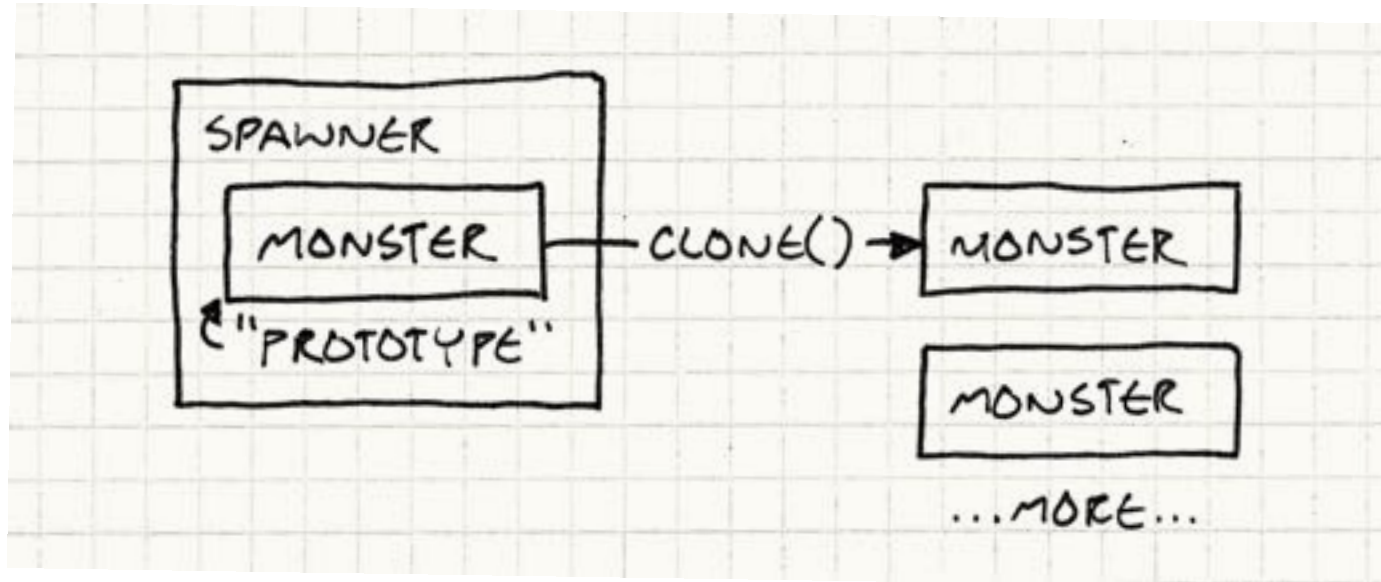 SPAWNER
MONSTER
"PROTOTYPE"
CLONE()
MONSTER
MONSTER
...MORE...